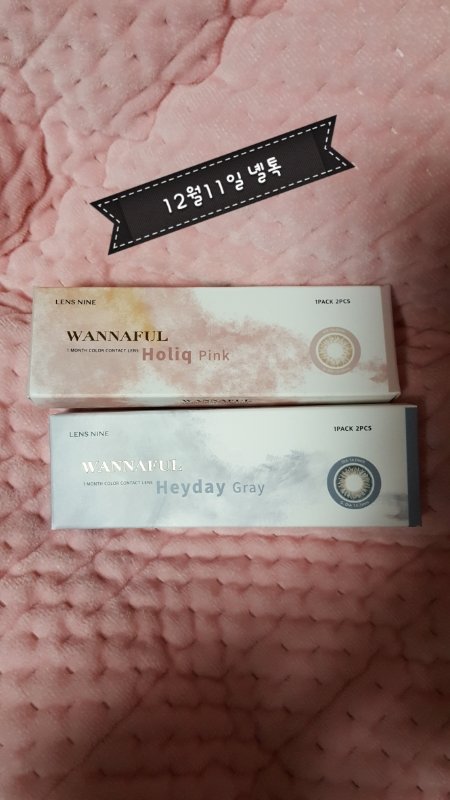 12월11일 넬톡
LENS NINE
1PACK 2PCS
WANNAFUL
1 MONTH COLOR CONTACT LENS
Holiq Pink
WANNAFUL
LENS NINE
1PACK 2PCS
WANNAFUL
1 MONTH COLOR CONTACT LENS
Heyday Gray